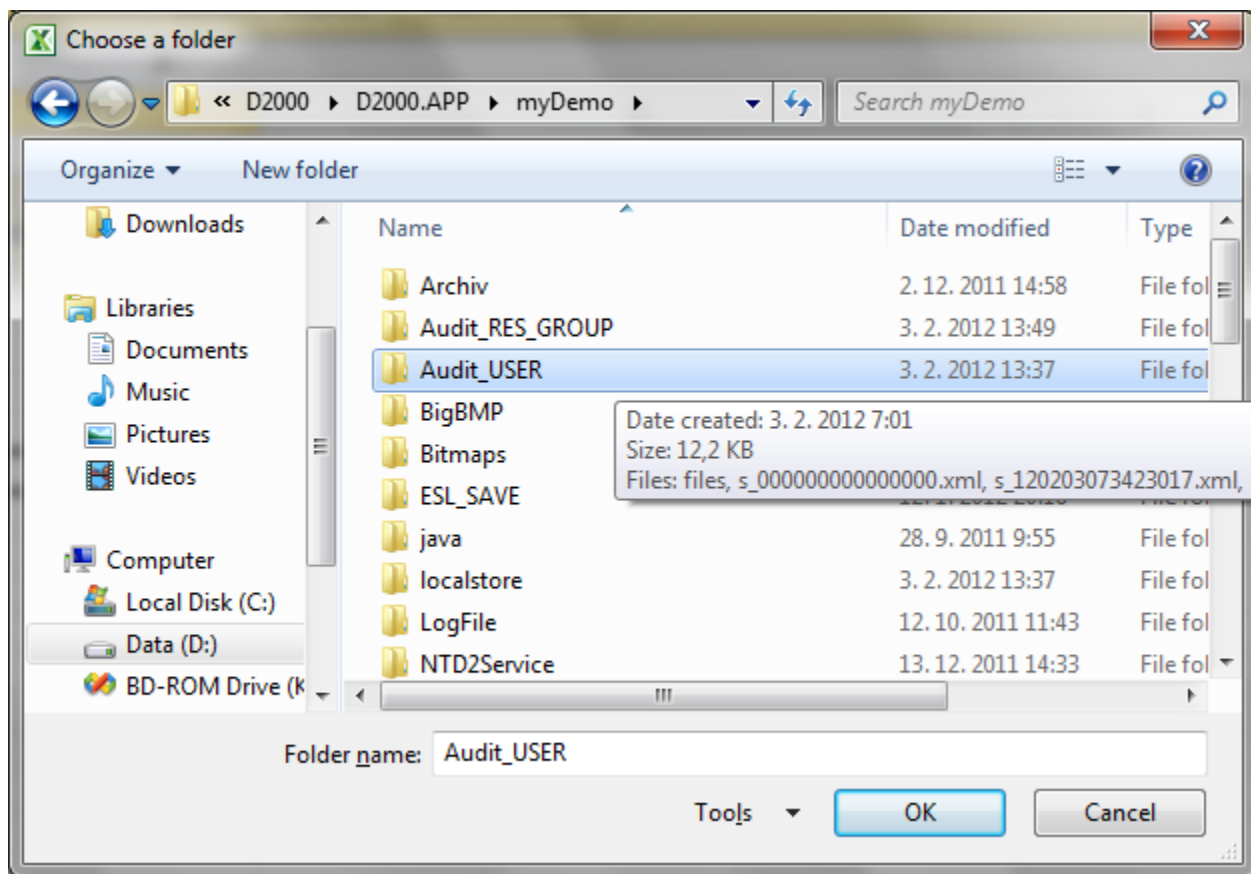 Choose a folder
« D2000 ▸ D2000.APP ▸ myDemo ▸ Search myDemo
Organize New folder
Downloads
Libraries
Documents
Music
Pictures
Videos
Computer
Local Disk (C:)
Data (D:)
BD-ROM Drive (K
Name Date modified Type
Archiv 2. 12. 2011 14:58 File fol
Audit_RES_GROUP 3. 2. 2012 13:49 File fol
Audit_USER 3. 2. 2012 13:37 File fol
BigBMP
Bitmaps
ESL_SAVE
java 28. 9. 2011 9:55 File fol
localstore 3. 2. 2012 13:37 File fol
LogFile 12. 10. 2011 11:43 File fol
NTD2Service 13. 12. 2011 14:33 File fol
Date created: 3. 2. 2012 7:01
Size: 12,2 KB
Files: files, s_000000000000000.xml, s_120203073423017.xml,
Folder name: Audit_USER
Tools OK Cancel